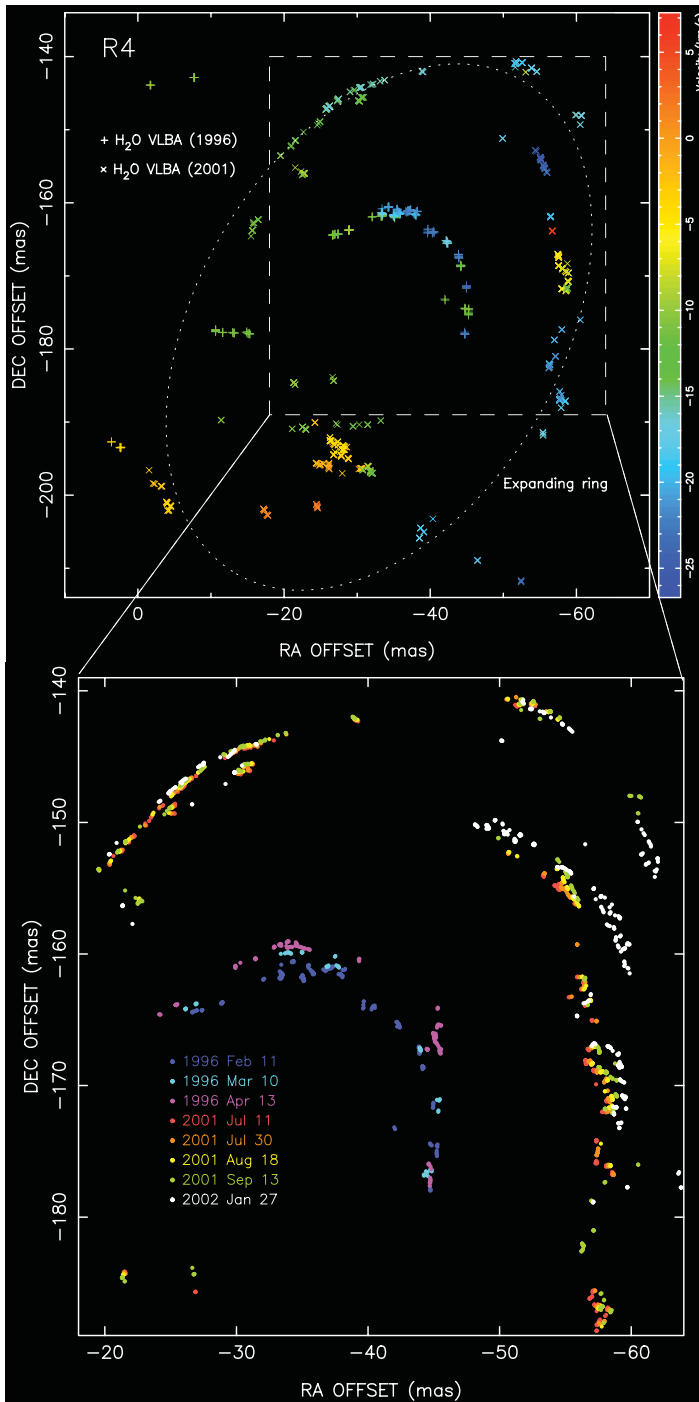 R4
+ H2O VLBA (1996)
× H2O VLBA (2001)
Expanding ring
−140
−160
−180
−200
DEC OFFSET (mas)
0
−20
−40
−60
RA OFFSET (mas)
5
0
−5
−10
−15
−20
−25
1996 Feb 11
1996 Mar 10
1996 Apr 13
2001 Jul 11
2001 Jul 30
2001 Aug 18
2001 Sep 13
2002 Jan 27
−140
−150
−160
−170
−180
DEC OFFSET (mas)
−20
−30
−40
−50
−60
RA OFFSET (mas)